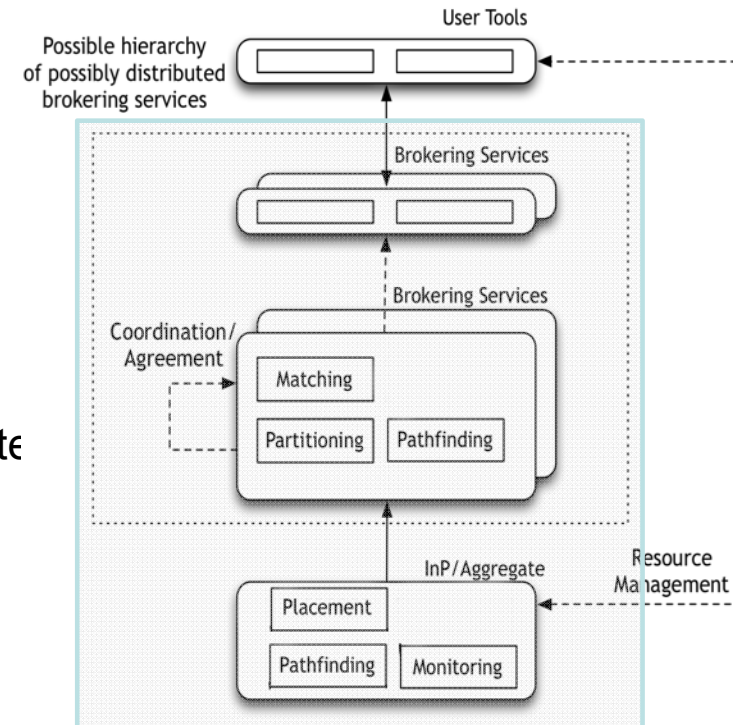 User Tools
Possible hierarchy
of possibly distributed
brokering services
Brokering Services
Brokering Services
Coordination/
Agreement
Matching
Partitioning
Pathfinding
te
InP/Aggregate
Resource
Management
Placement
Pathfinding
Monitoring